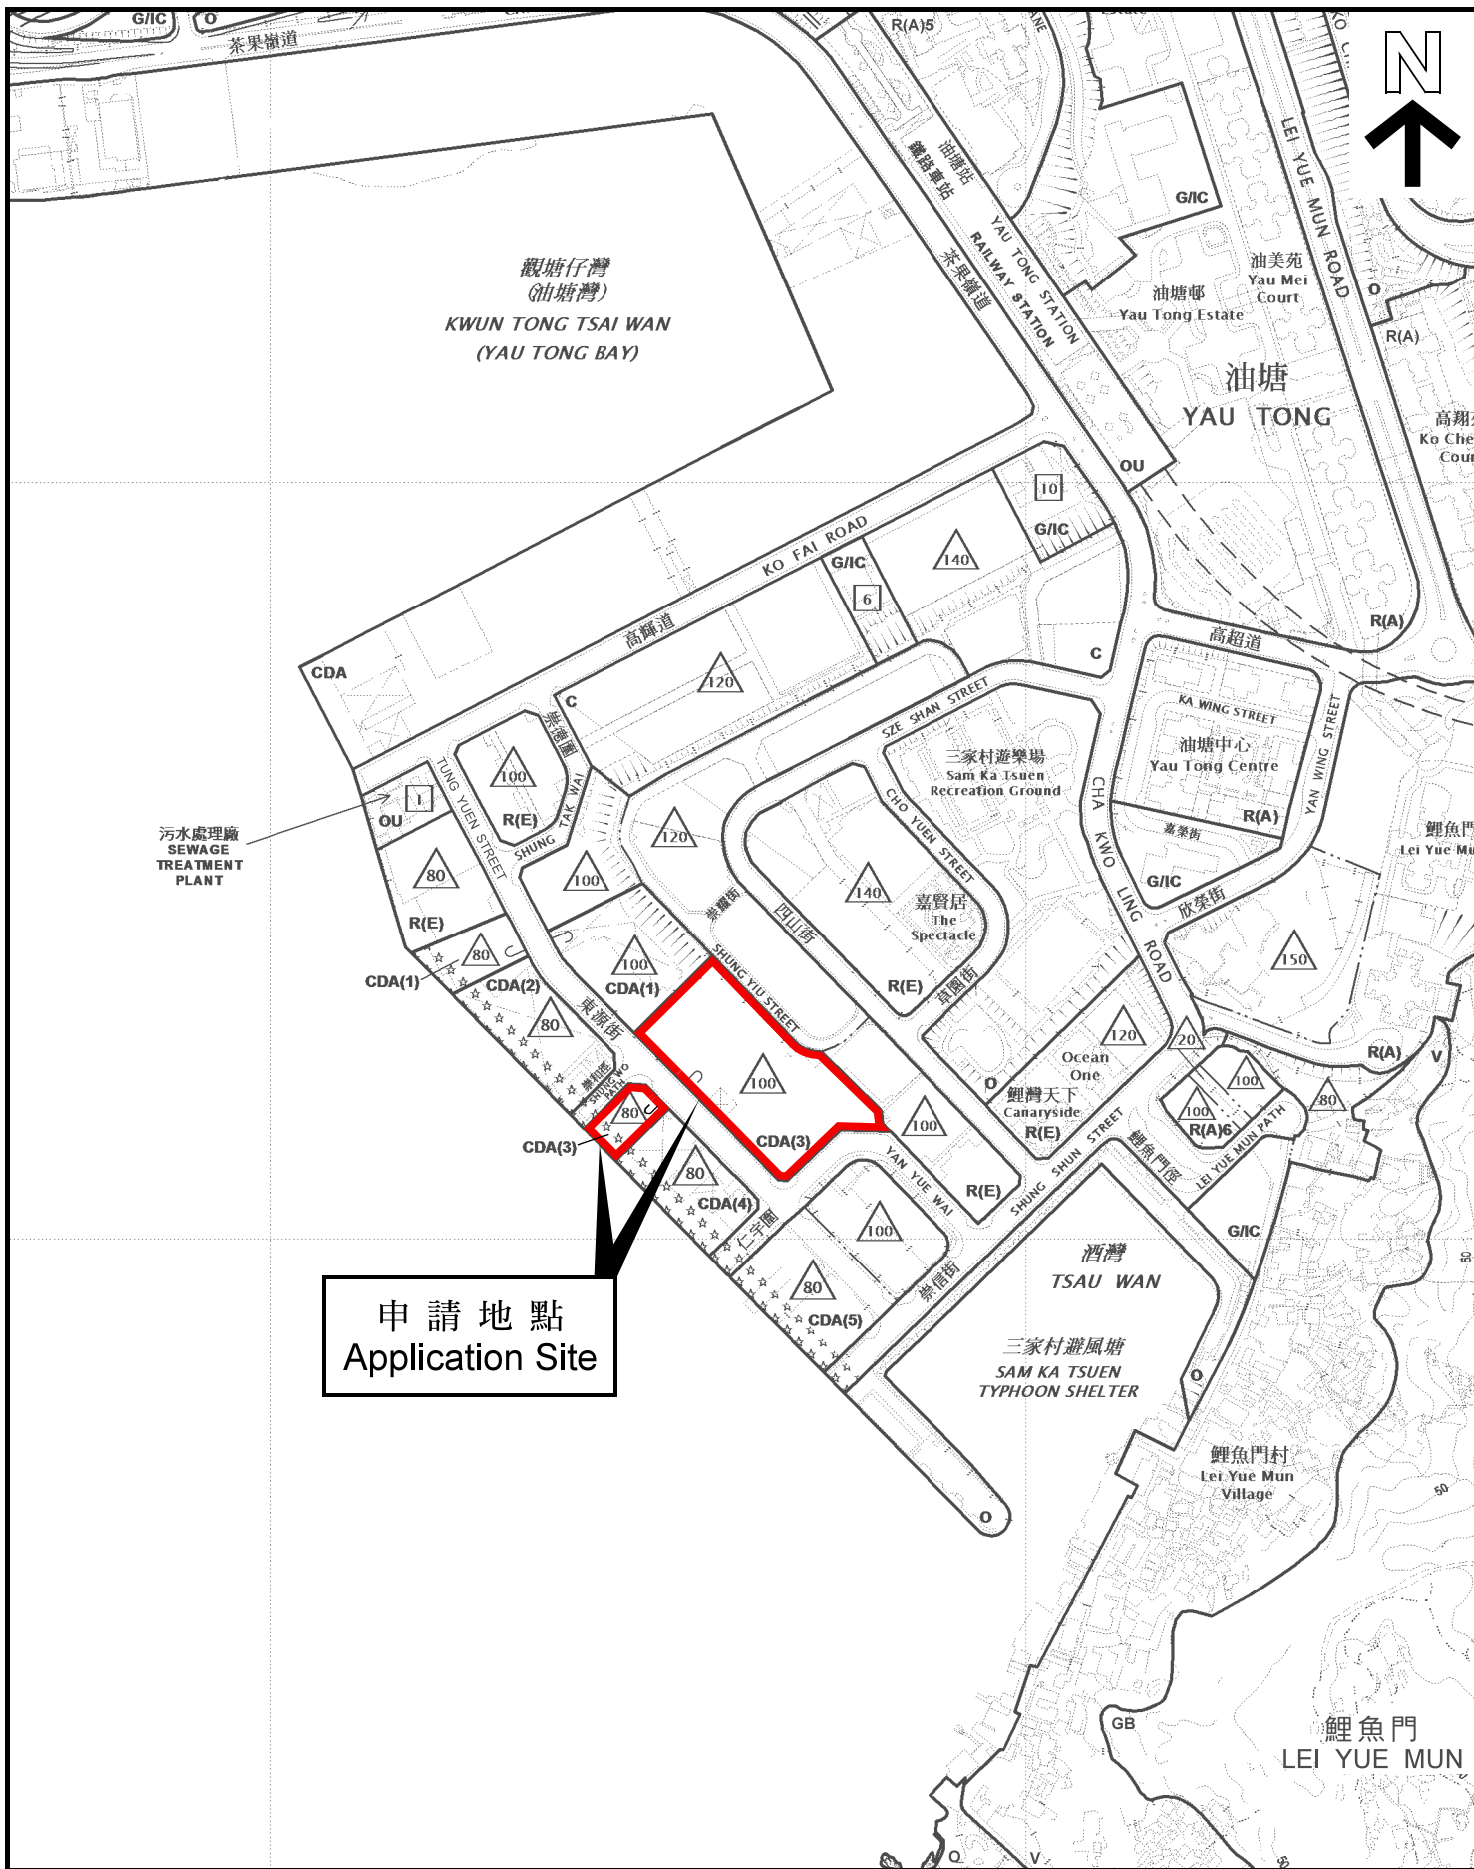 G/IC
O
茶果嶺道
R(A)5
N
LEI YUE MUN ROAD
油塘站
鐵路車站
YAU TONG STATION
RAILWAY STATION
茶果嶺道
G/IC
油美苑
Yau Mei
Court
O
油塘邨
Yau Tong Estate
R(A)
觀塘仔灣
(油塘灣)
KWUN TONG TSAI WAN
(YAU TONG BAY)
油塘
YAU TONG
OU
10
G/IC
KO FAI ROAD
高輝道
G/IC
6
140
120
R(A)
高超道
C
CDA
C
崇德圍
SZE SHAN STREET
KA WING STREET
油塘中心
Yau Tong Centre
YAN WING STREET
三家村遊樂場
Sam Ka Tsuen
Recreation Ground
TUNG YUEN STREET
100
R(E)
SHUNG TAK WAI
1
OU
污水處理廠
SEWAGE
TREATMENT
PLANT
120
CHO YUEN STREET
CHA KWO LING ROAD
R(A)
嘉榮街
G/IC
欣榮街
80
R(E)
100
140
嘉賢居
The
Spectacle
崇耀街
四山街
150
80
CDA(1)
CDA(2)
100
CDA(1)
SHUNG YIU STREET
R(E)
草園街
東源街
80
崇和徑
SHUNG WO
PATH
100
CDA(3)
80
CDA(3)
120
20
Ocean
One
O
鯉灣天下
Canaryside
R(E)
R(A)
V
100
80
100
R(A)6
LEI YUE MUN PATH
鯉魚門徑
100
YAN YUE WAI
R(E)
SHUNG SHUN STREET
80
CDA(4)
仁宇圍
100
崇信街
G/IC
80
CDA(5)
酒灣
TSAU WAN
三家村避風塘
SAM KA TSUEN
TYPHOON SHELTER
O
申請地點
Application Site
鯉魚門村
Lei Yue Mun
Village
50
50
O
GB
鯉魚門
LEI YUE MUN
V
50